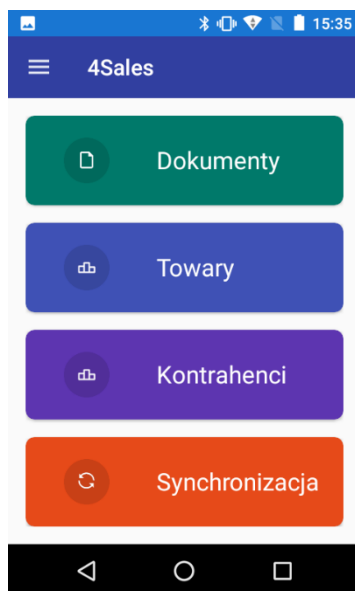 15:35
4Sales
Dokumenty
Towary
Kontrahenci
Synchronizacja